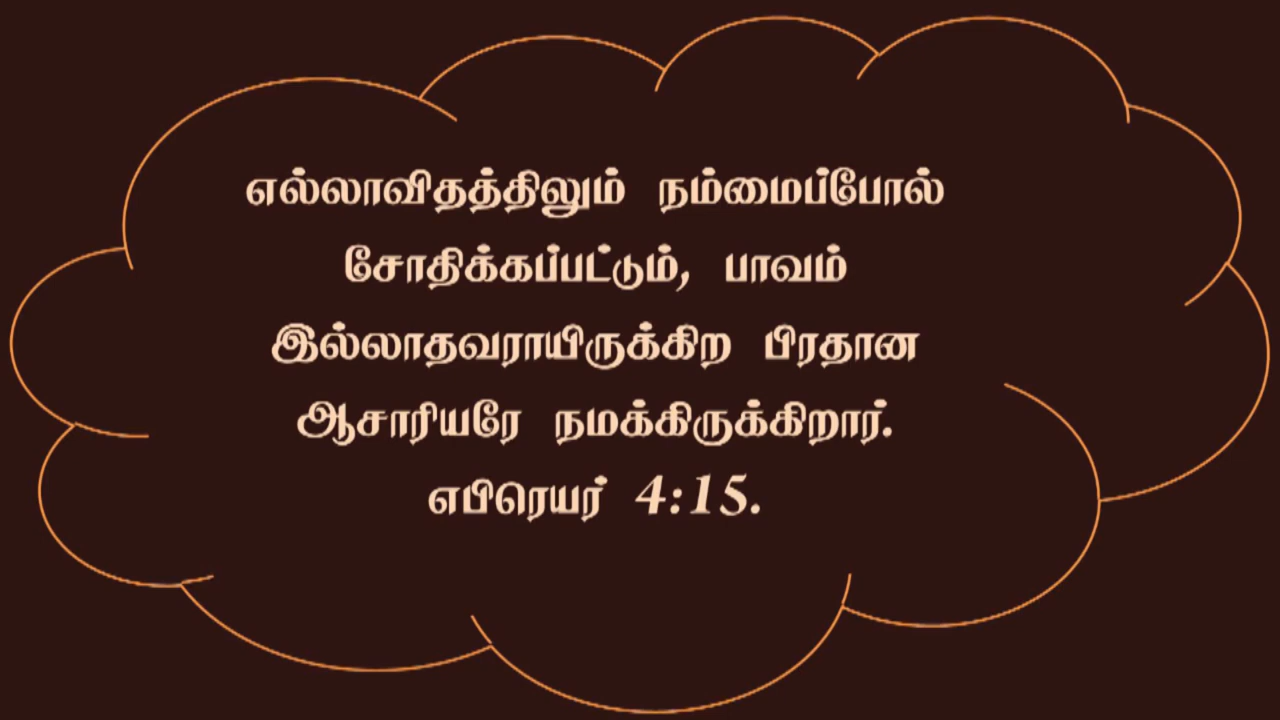 எல்லாவிதத்திலும் நம்மைப்போல்
சோதிக்கப்பட்டும், பாவம்
இல்லாதவராயிருக்கிற பிரதான
ஆசாரியரே நமக்கிருக்கிறார்.
எபிரெயர் 4:15.